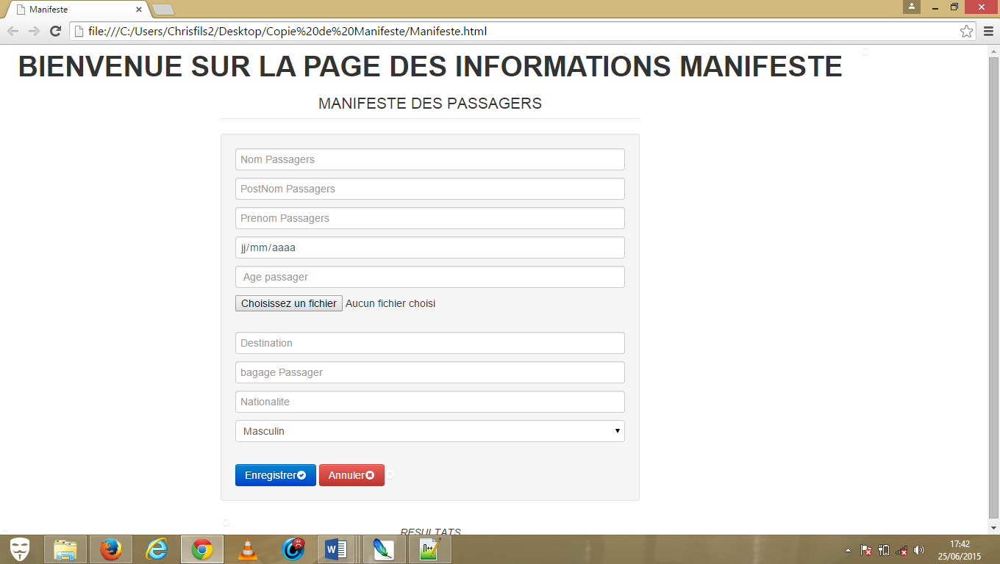 Manifeste
file:///C:/Users/Chrisfils2/Desktop/Copie%20de%20Manifeste/Manifeste.html
BIENVENUE SUR LA PAGE DES INFORMATIONS MANIFESTE
MANIFESTE DES PASSAGERS
Nom Passagers
PostNom Passagers
Prenom Passagers
jj/mm/aaaa
Age passager
Choisissez un fichier Aucun fichier choisi
Destination
bagage Passager
Nationalite
Masculin
Enregistrer Annuler
RESULTATS
17:42
25/06/2015